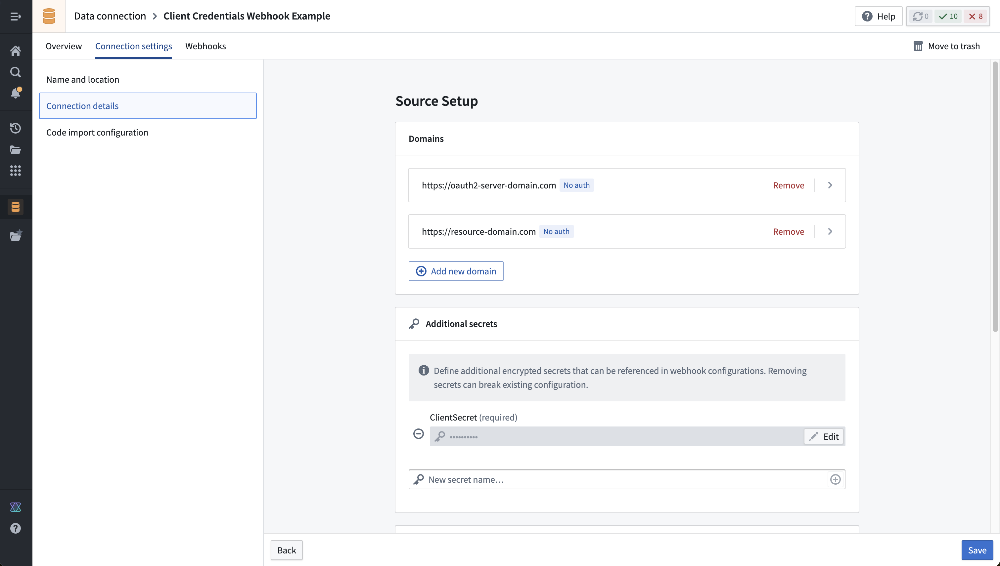 Data connection > Client Credentials Webhook Example
Help
0
10
8
Overview
Connection settings
Webhooks
Move to trash
Name and location
Connection details
Code import configuration
Source Setup
Domains
https://oauth2-server-domain.com No auth
Remove
https://resource-domain.com No auth
Remove
Add new domain
Additional secrets
Define additional encrypted secrets that can be referenced in webhook configurations. Removing
secrets can break existing configuration.
ClientSecret (required)
••••••••••
Edit
New secret name…
Back
Save